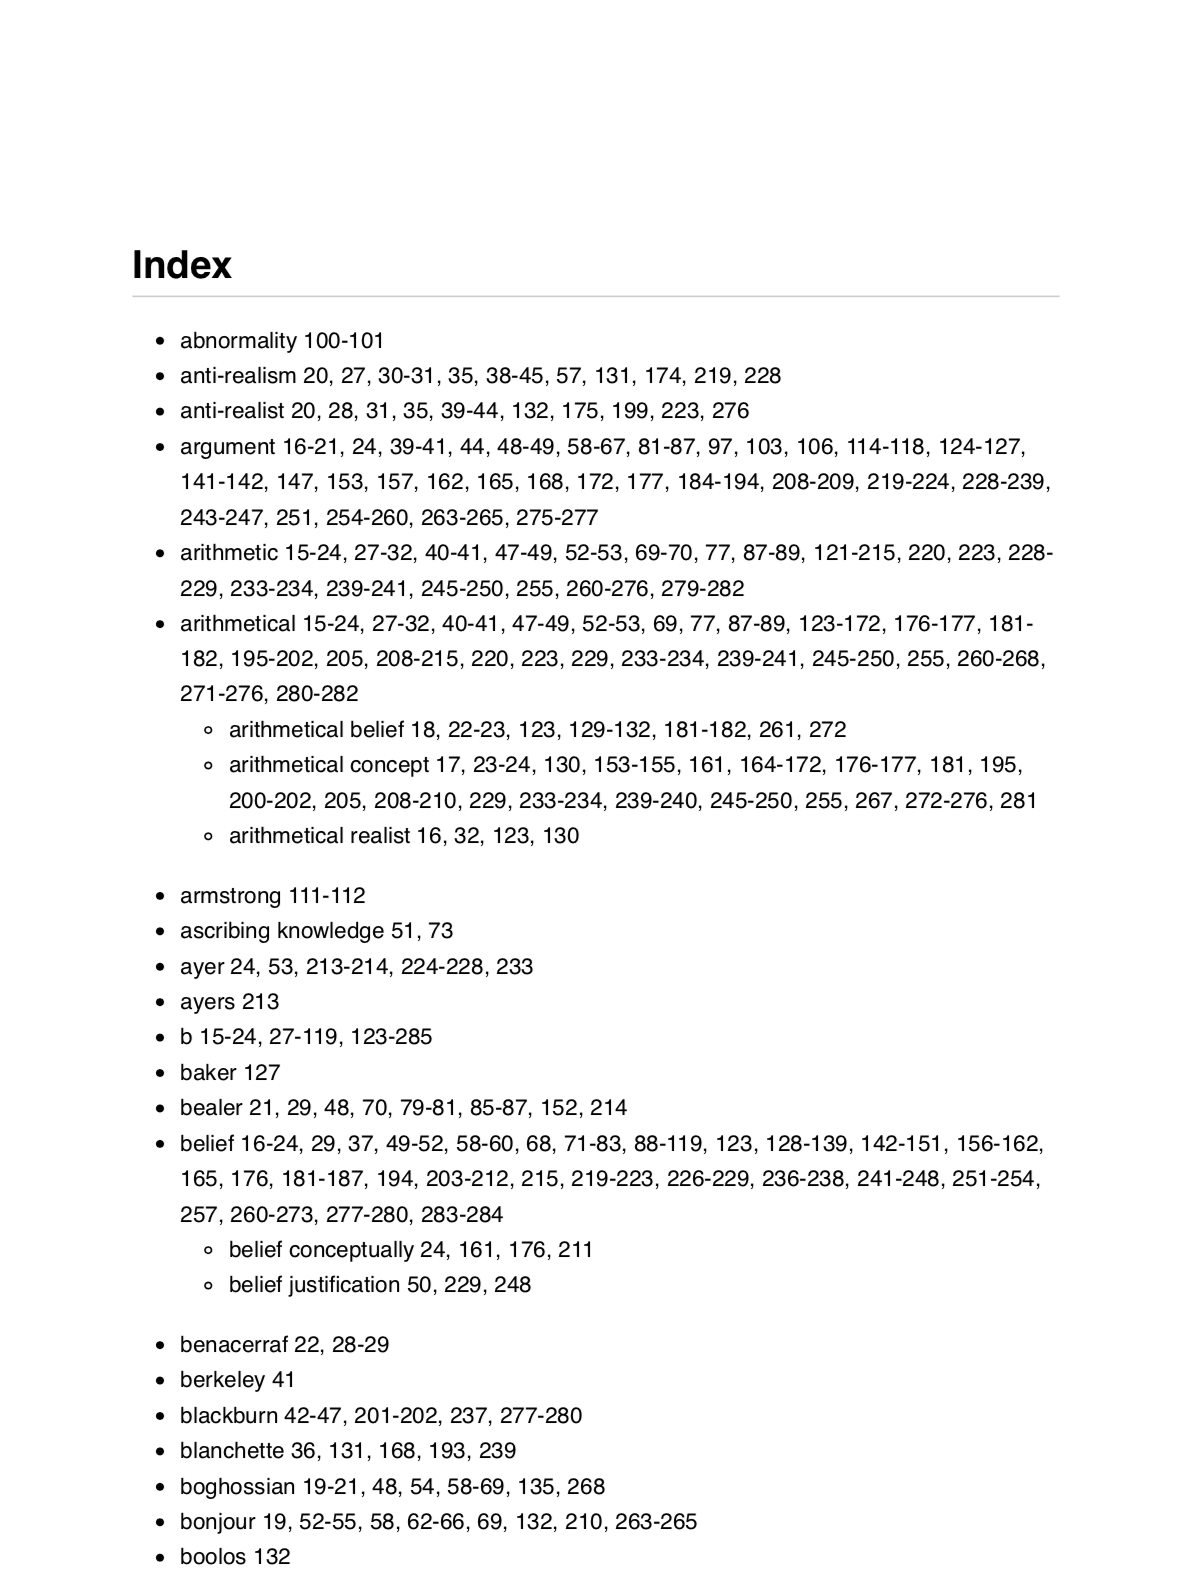 Index
abnormality 100-101
anti-realism 20, 27, 30-31, 35, 38-45, 57, 131, 174, 219, 228
anti-realist 20, 28, 31, 35, 39-44, 132, 175, 199, 223, 276
argument 16-21, 24, 39-41, 44, 48-49, 58-67, 81-87, 97, 103, 106, 114-118, 124-127,
141-142, 147, 153, 157, 162, 165, 168, 172, 177, 184-194, 208-209, 219-224, 228-239,
243-247, 251, 254-260, 263-265, 275-277
arithmetic 15-24, 27-32, 40-41, 47-49, 52-53, 69-70, 77, 87-89, 121-215, 220, 223, 228-
229, 233-234, 239-241, 245-250, 255, 260-276, 279-282
arithmetical 15-24, 27-32, 40-41, 47-49, 52-53, 69, 77, 87-89, 123-172, 176-177, 181-
182, 195-202, 205, 208-215, 220, 223, 229, 233-234, 239-241, 245-250, 255, 260-268,
271-276, 280-282
arithmetical belief 18, 22-23, 123, 129-132, 181-182, 261, 272
arithmetical concept 17, 23-24, 130, 153-155, 161, 164-172, 176-177, 181, 195,
200-202, 205, 208-210, 229, 233-234, 239-240, 245-250, 255, 267, 272-276, 281
arithmetical realist 16, 32, 123, 130
armstrong 111-112
ascribing knowledge 51, 73
ayer 24, 53, 213-214, 224-228, 233
ayers 213
b 15-24, 27-119, 123-285
baker 127
bealer 21, 29, 48, 70, 79-81, 85-87, 152, 214
belief 16-24, 29, 37, 49-52, 58-60, 68, 71-83, 88-119, 123, 128-139, 142-151, 156-162,
165, 176, 181-187, 194, 203-212, 215, 219-223, 226-229, 236-238, 241-248, 251-254,
257, 260-273, 277-280, 283-284
belief conceptually 24, 161, 176, 211
belief justification 50, 229, 248
benacerraf 22, 28-29
berkeley 41
blackburn 42-47, 201-202, 237, 277-280
blanchette 36, 131, 168, 193, 239
boghossian 19-21, 48, 54, 58-69, 135, 268
bonjour 19, 52-55, 58, 62-66, 69, 132, 210, 263-265
boolos 132